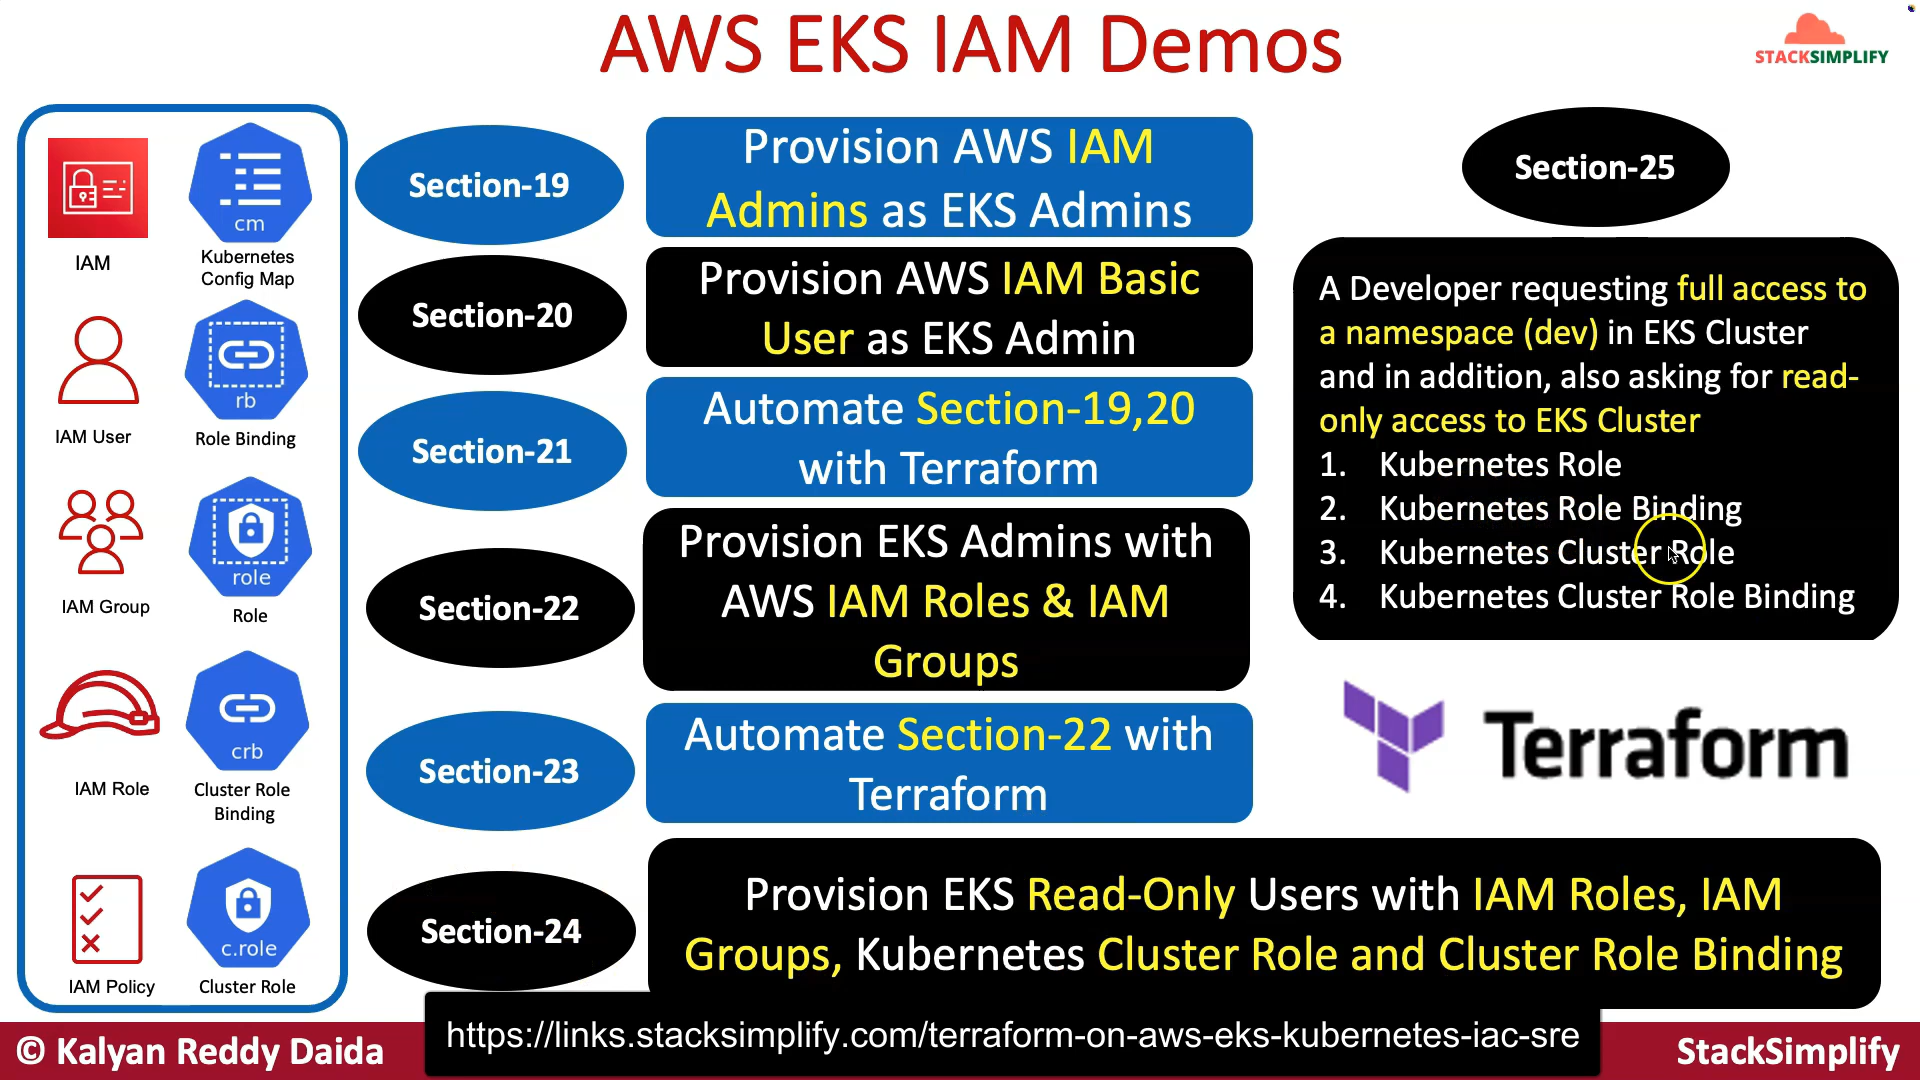 AWS EKS IAM Demos
STACKSIMPLIFY
IAM
cm
Kubernetes
Config Map
IAM User
rb
Role Binding
IAM Group
role
Role
IAM Role
crb
Cluster Role
Binding
IAM Policy
c.role
Cluster Role
Section-19
Provision AWS IAM
Admins as EKS Admins
Section-20
Provision AWS IAM Basic
User as EKS Admin
Section-21
Automate Section-19,20
with Terraform
Section-22
Provision EKS Admins with
AWS IAM Roles & IAM
Groups
Section-23
Automate Section-22 with
Terraform
Section-24
Provision EKS Read-Only Users with IAM Roles, IAM
Groups, Kubernetes Cluster Role and Cluster Role Binding
Section-25
A Developer requesting full access to
a namespace (dev) in EKS Cluster
and in addition, also asking for read-
only access to EKS Cluster
1. Kubernetes Role
2. Kubernetes Role Binding
3. Kubernetes Cluster Role
4. Kubernetes Cluster Role Binding
Terraform
© Kalyan Reddy Daida
https://links.stacksimplify.com/terraform-on-aws-eks-kubernetes-iac-sre
StackSimplify